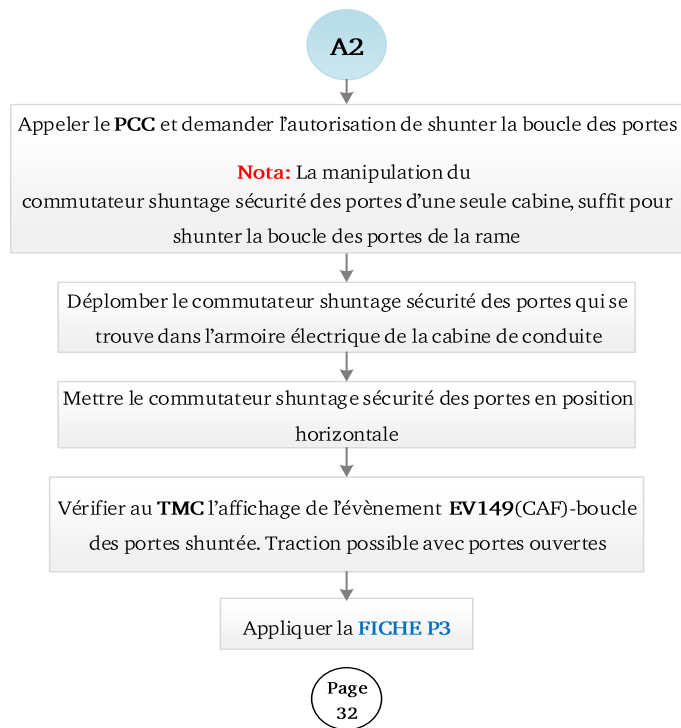 A2
Appeler le PCC et demander l'autorisation de shunter la boucle des portes
Nota: La manipulation du
commutateur shuntage sécurité des portes d'une seule cabine, suffit pour
shunter la boucle des portes de la rame
Déplomber le commutateur shuntage sécurité des portes qui se
trouve dans l'armoire électrique de la cabine de conduite
Mettre le commutateur shuntage sécurité des portes en position
horizontale
Vérifier au TMC l'affichage de l'évènement EV149(CAF)-boucle
des portes shuntée. Traction possible avec portes ouvertes
Appliquer la FICHE P3
Page
32